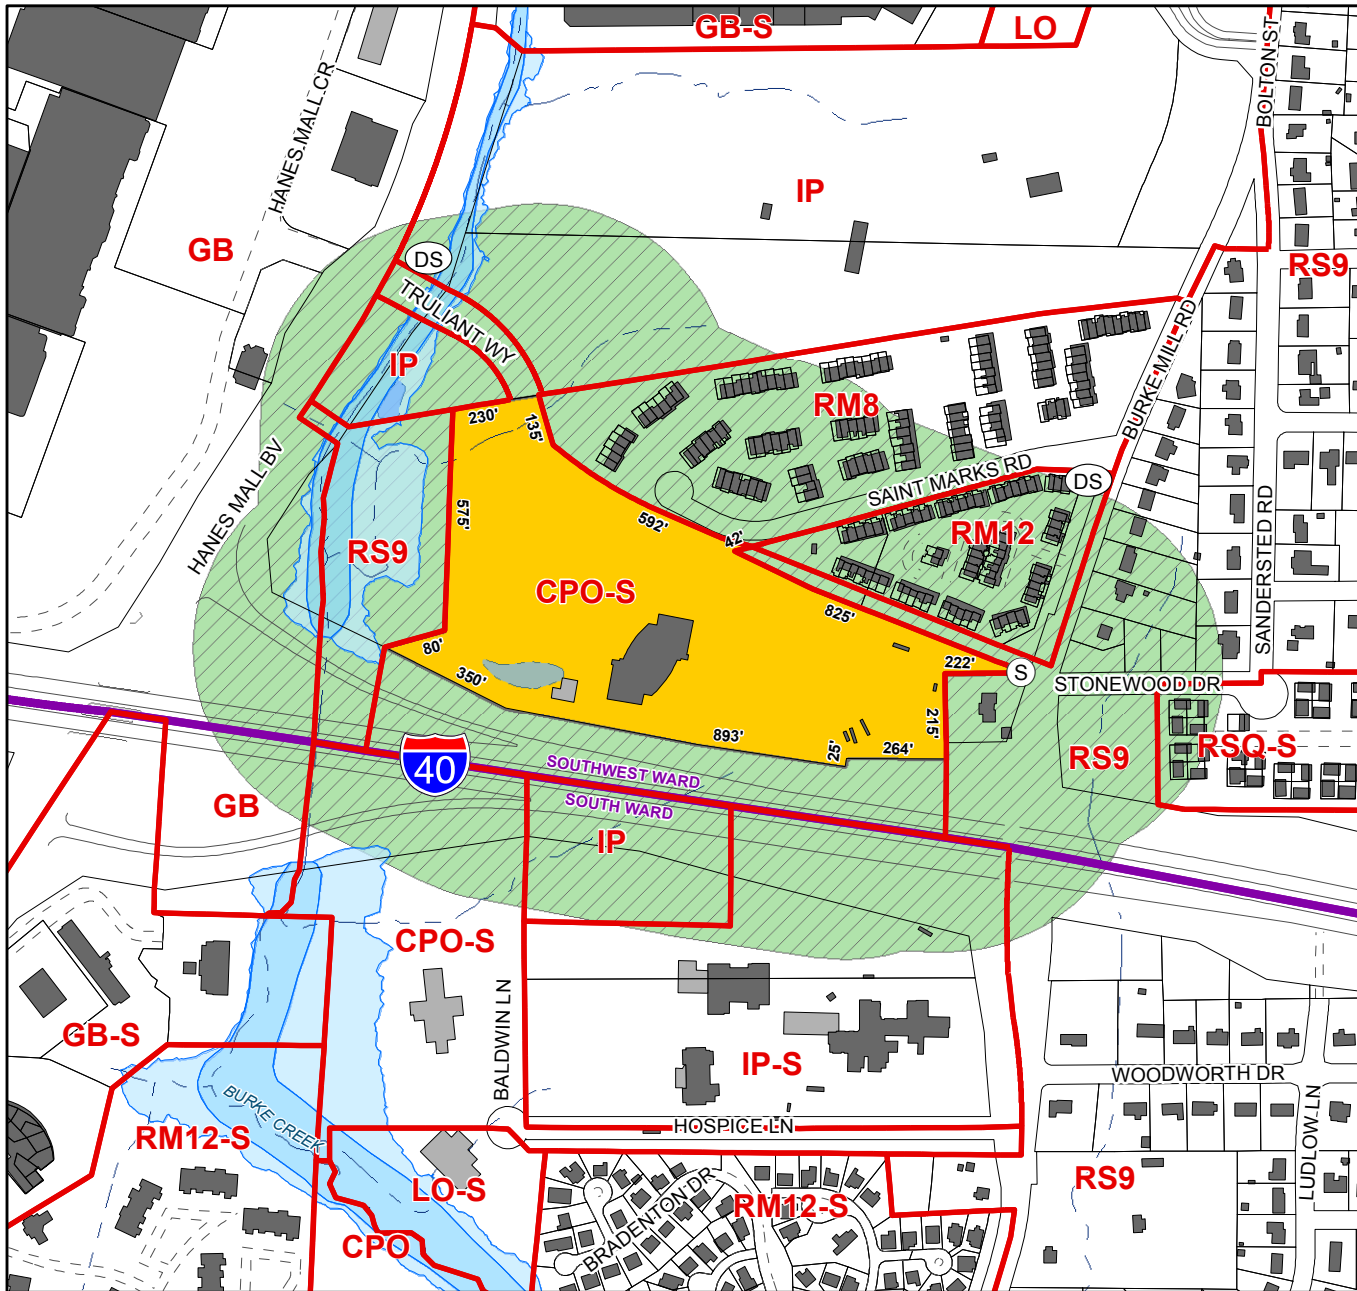 GB-S
LO
BOLTON ST
HANES MALL CR
IP
GB
RS9
DS
TRULIANT WY
IP
BURKE MILL RD
RM8
230'
135'
SAINT MARKS RD
DS
HANES MALL BV
575'
592'
42'
RM12
SANDERSTED RD
RS9
CPO-S
825'
80'
350'
222'
S
STONEWOOD DR
893'
25'
264'
215'
RS9
RSQ-S
40
SOUTHWEST WARD
SOUTH WARD
GB
IP
CPO-S
BALDWIN LN
GB-S
IP-S
WOODWORTH DR
BURKE CREEK
HOSPICE LN
LUDLOW LN
RM12-S
LO-S
BRADENTON DR
RM12-S
RS9
CPO